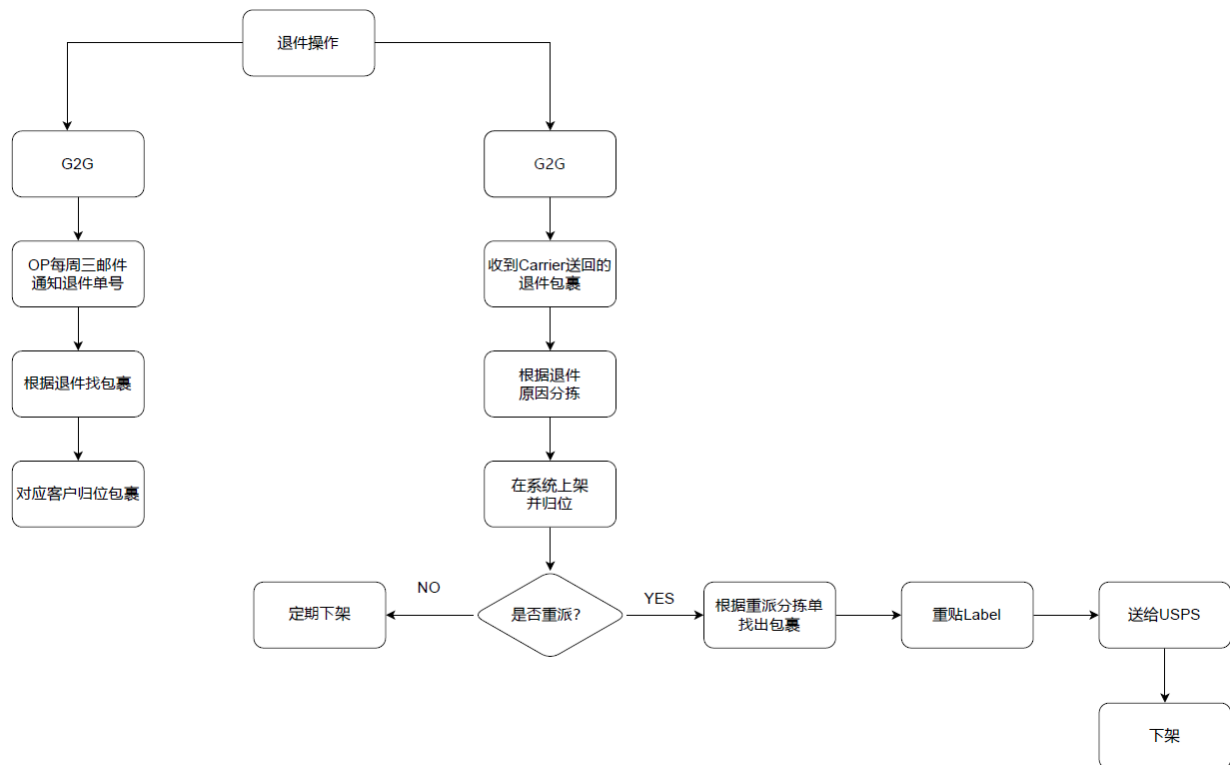 退件操作
G2G
G2G
OP每周三邮件
通知退件单号
收到Carrier送回的
退件包裹
根据退件找包裹
根据退件
原因分拣
对应客户归位包裹
在系统上架
并归位
NO
YES
定期下架
是否重派?
根据重派分拣单
找出包裹
重贴Label
送给USPS
下架